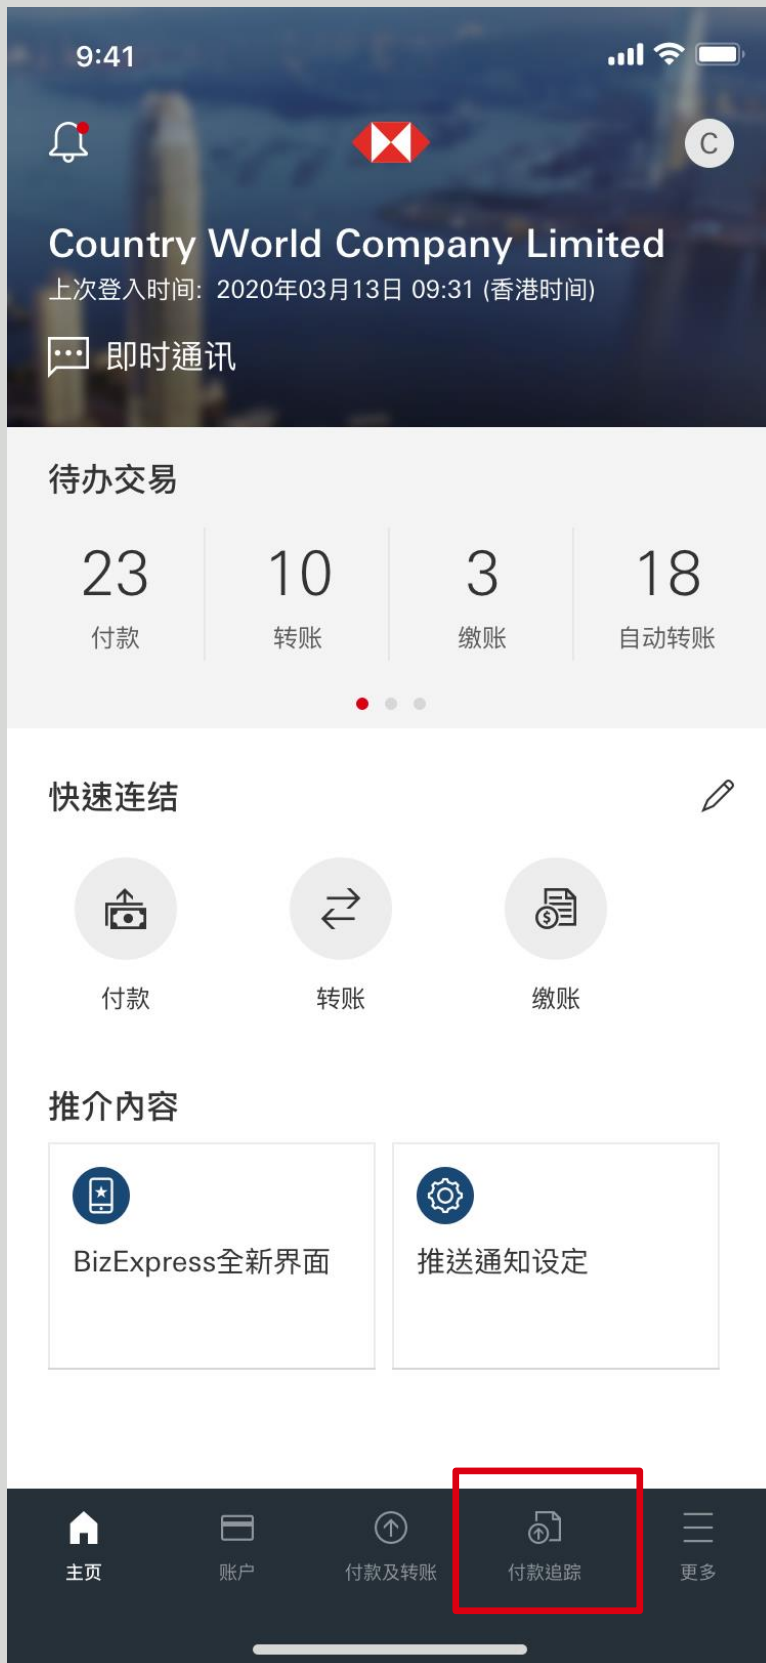 9:41
C
Country World Company Limited
上次登入时间: 2020年03月13日 09:31 (香港时间)
即时通讯
待办交易
23 10 3 18
付款 转账 缴账 自动转账
快速连结
付款 转账 缴账
推介内容
BizExpress全新界面 推送通知设定
主页 账户 付款及转账 付款追踪 更多